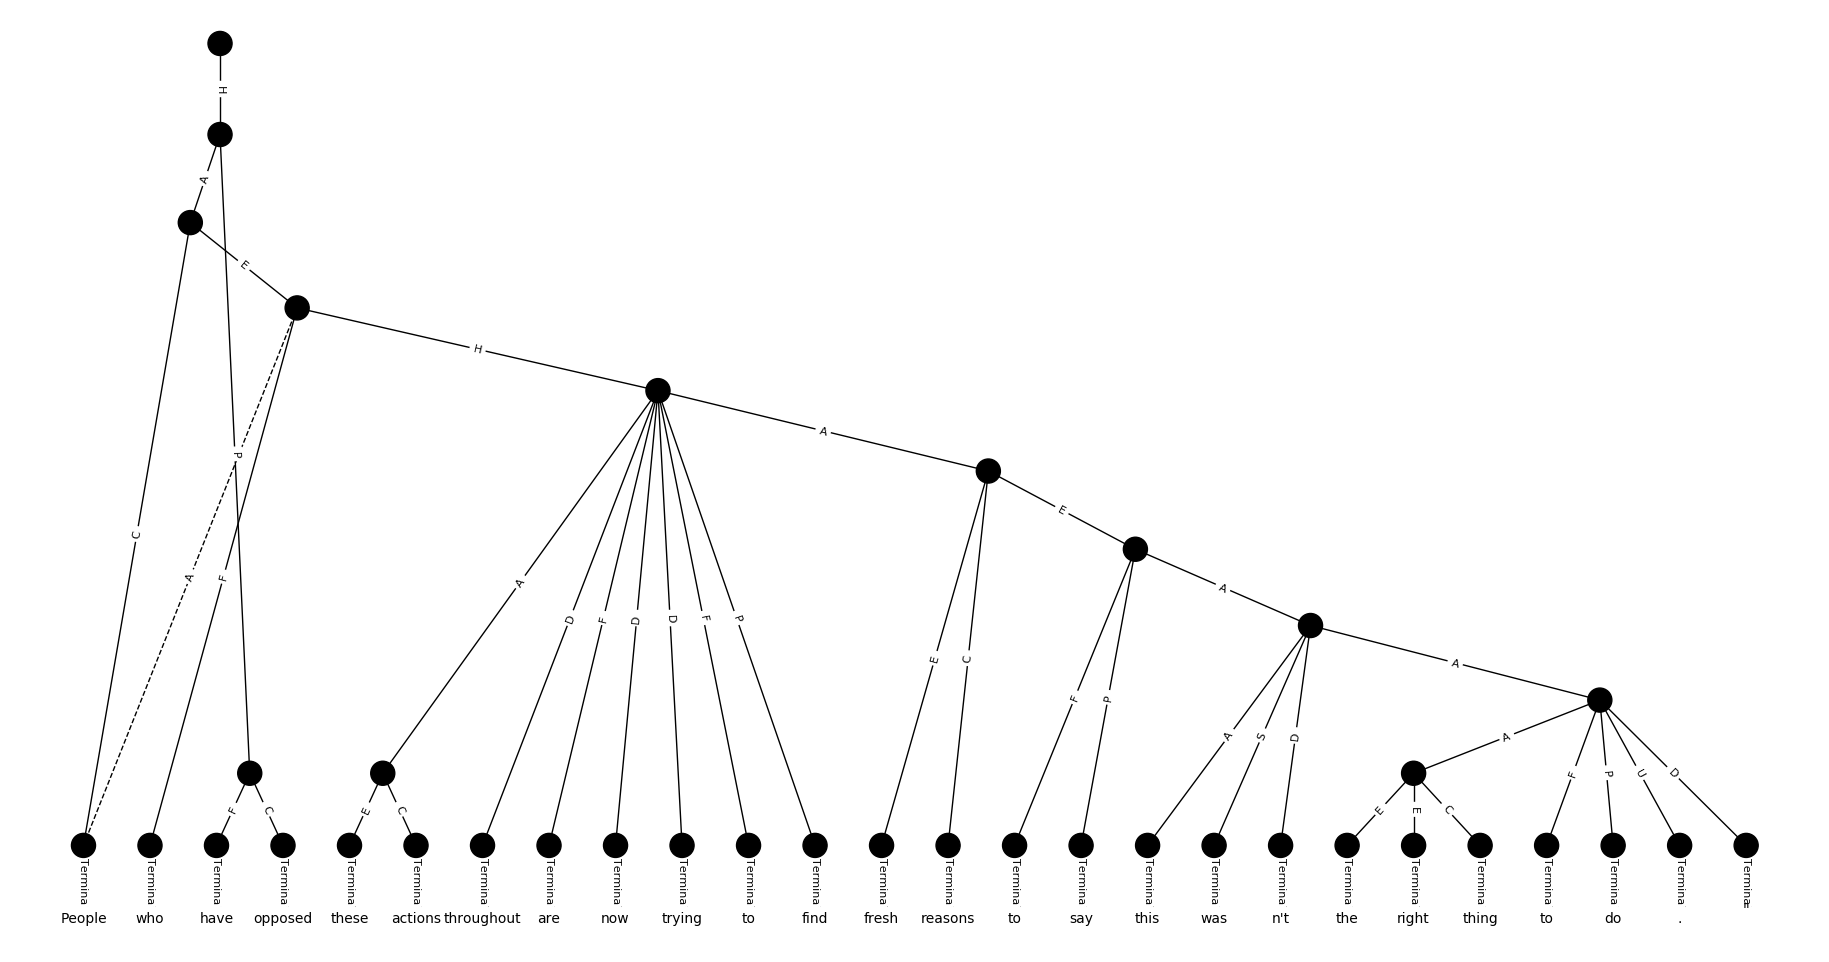 H
A
E
H
A
E
A
A
C
A
F
P
A
D
F
D
D
F
P
E
C
F
P
A
S
D
A
F
P
U
D
F
C
E
C
E
E
C
Termina Termina Termina Termina Termina Termina Termina Termina Termina Termina Termina Termina Termina Termina Termina Termina Termina Termina Termina Termina Termina Termina Termina Termina Termina Termina
People who have opposed these actions throughout are now trying to find fresh reasons to say this was n't the right thing to do .